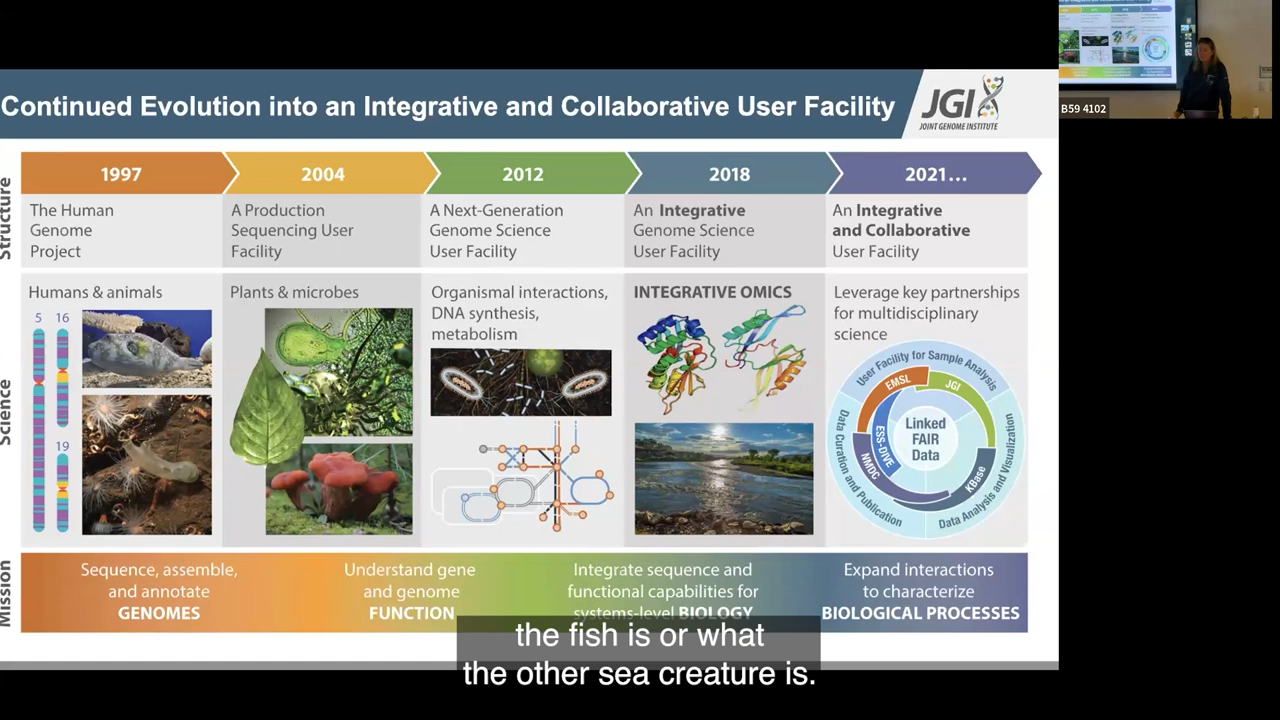 Continued Evolution into an Integrative and Collaborative User Facility
JGI
JOINT GENOME INSTITUTE
B59 4102
Structure
1997
2004
2012
2018
2021...
The Human
Genome
Project
A Production
Sequencing User
Facility
A Next-Generation
Genome Science
User Facility
An Integrative
Genome Science
User Facility
An Integrative
and Collaborative
User Facility
Science
Humans & animals
5 16
19
Plants & microbes
Organismal interactions,
DNA synthesis,
metabolism
INTEGRATIVE OMICS
Leverage key partnerships
for multidisciplinary
science
User Facility for Sample Analysis
EMSL
JGI
ESS-DIVE
NMDC
KBase
Linked
FAIR
Data
Data Curation and Publication
Data Analysis and Visualization
Mission
Sequence, assemble,
and annotate
GENOMES
Understand gene
and genome
FUNCTION
Integrate sequence and
functional capabilities for
systems-level BIOLOGY
Expand interactions
to characterize
BIOLOGICAL PROCESSES
the fish is or what
the other sea creature is.